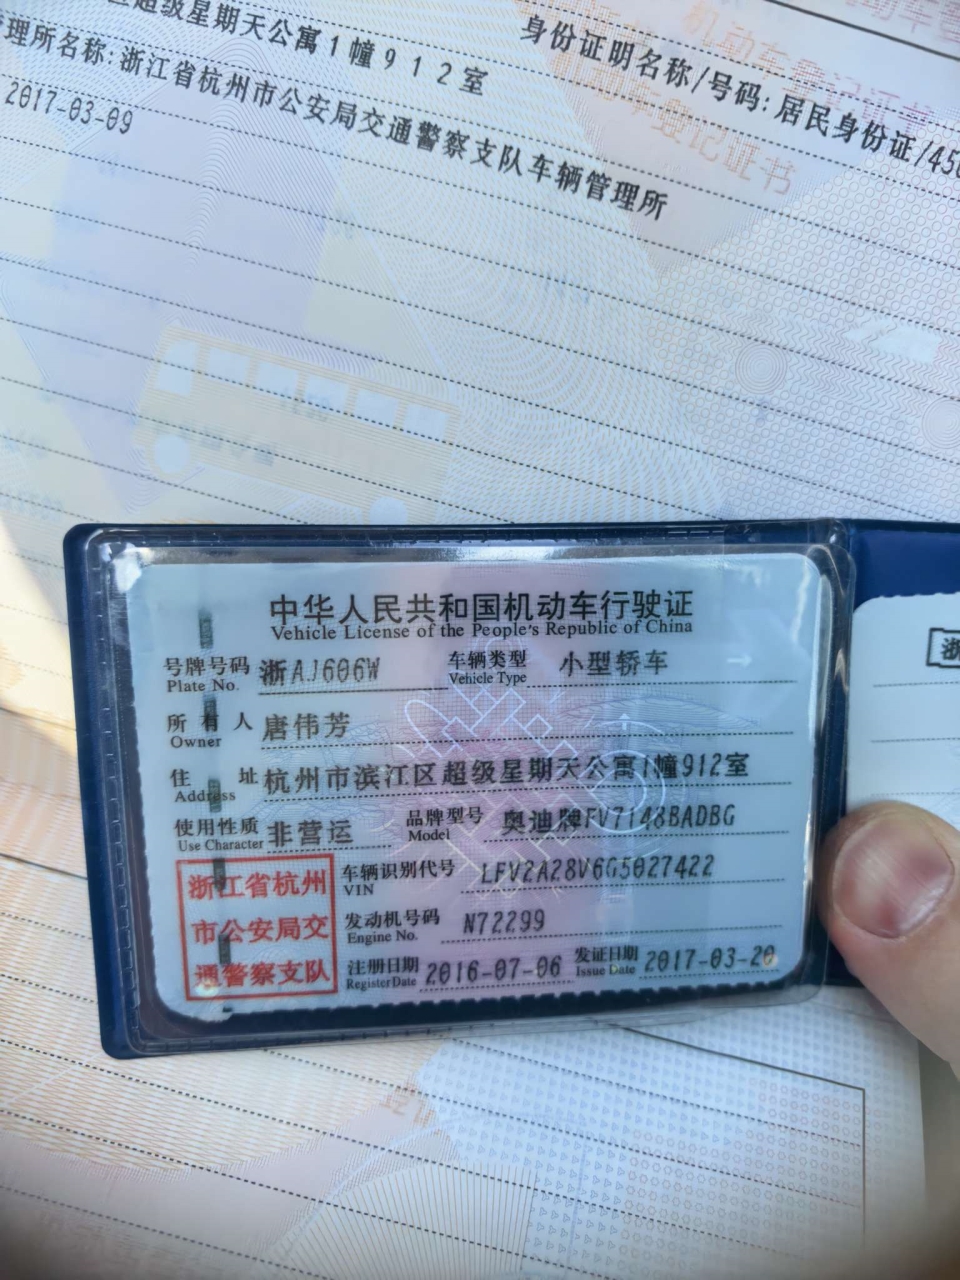 区超级星期天公寓1幢912室
身份证明名称/号码:居民身份证/450
理所名称:浙江省杭州市公安局交通警察支队车辆管理所
2017-03-09
机动车登记证书
中华人民共和国机动车行驶证
Vehicle License of the People's Republic of China
号牌号码 浙AJ606W 车辆类型 小型轿车
Plate No. Vehicle Type
所有人 唐伟芳
Owner
住址 杭州市滨江区超级星期天公寓1幢912室
Address
使用性质 非营运 品牌型号 奥迪牌FV7148BADBG
Use Character Model
浙江省杭州
市公安局交
通警察支队
车辆识别代号 LFV2A28V6G5027422
VIN
发动机号码 N72299
Engine No.
注册日期 2016-07-06 发证日期 2017-03-20
Register Date Issue Date
浙